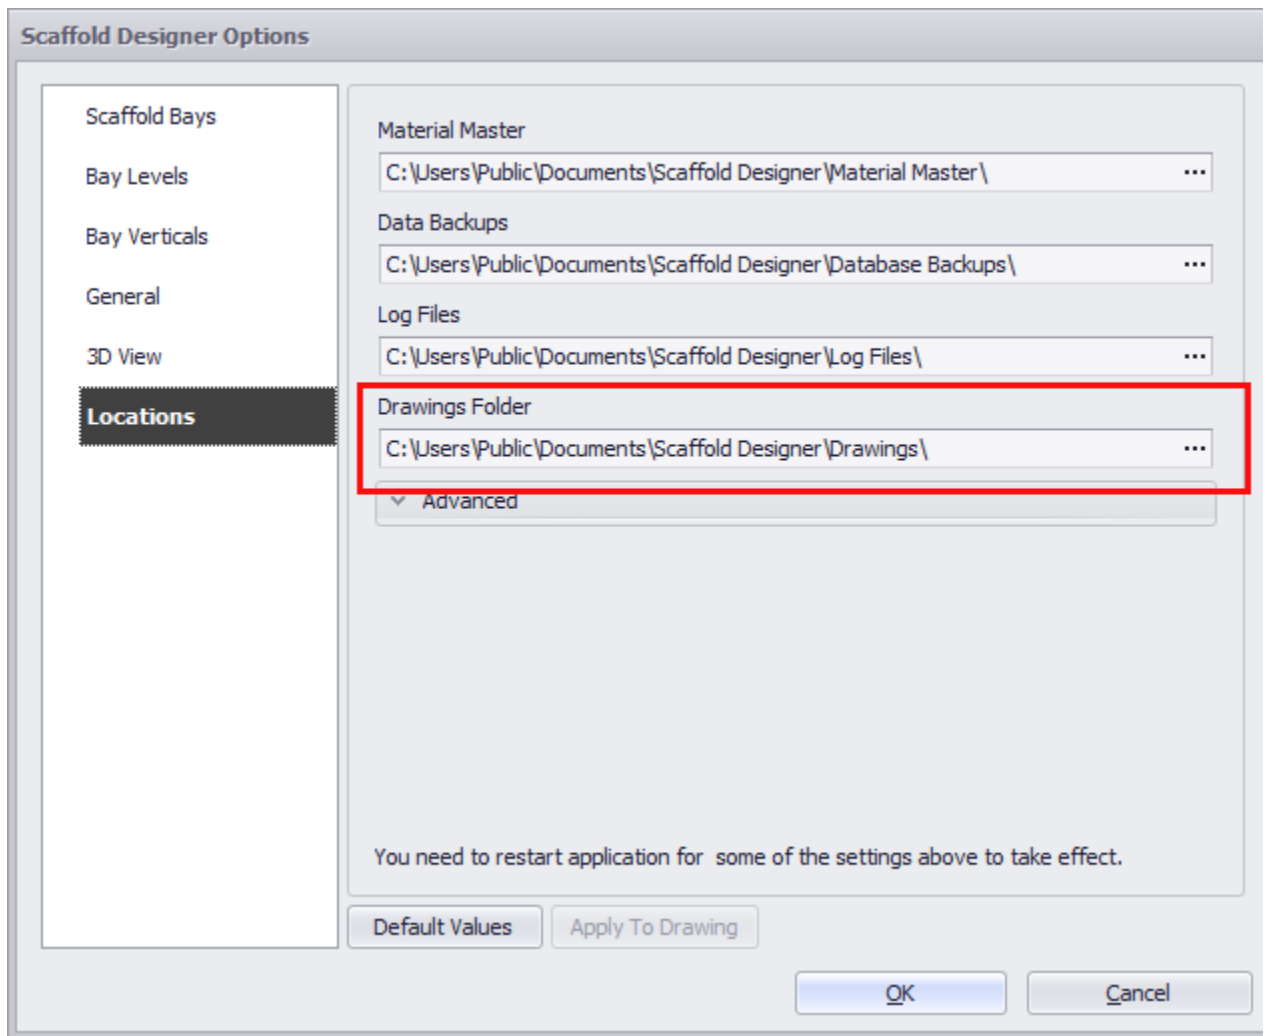 Scaffold Designer Options
Scaffold Bays
Bay Levels
Bay Verticals
General
3D View
Locations
Material Master
C:\Users\Public\Documents\Scaffold Designer\Material Master\
Data Backups
C:\Users\Public\Documents\Scaffold Designer\Database Backups\
Log Files
C:\Users\Public\Documents\Scaffold Designer\Log Files\
Drawings Folder
C:\Users\Public\Documents\Scaffold Designer\Drawings\
Advanced
You need to restart application for  some of the settings above to take effect.
Default Values
Apply To Drawing
OK
Cancel